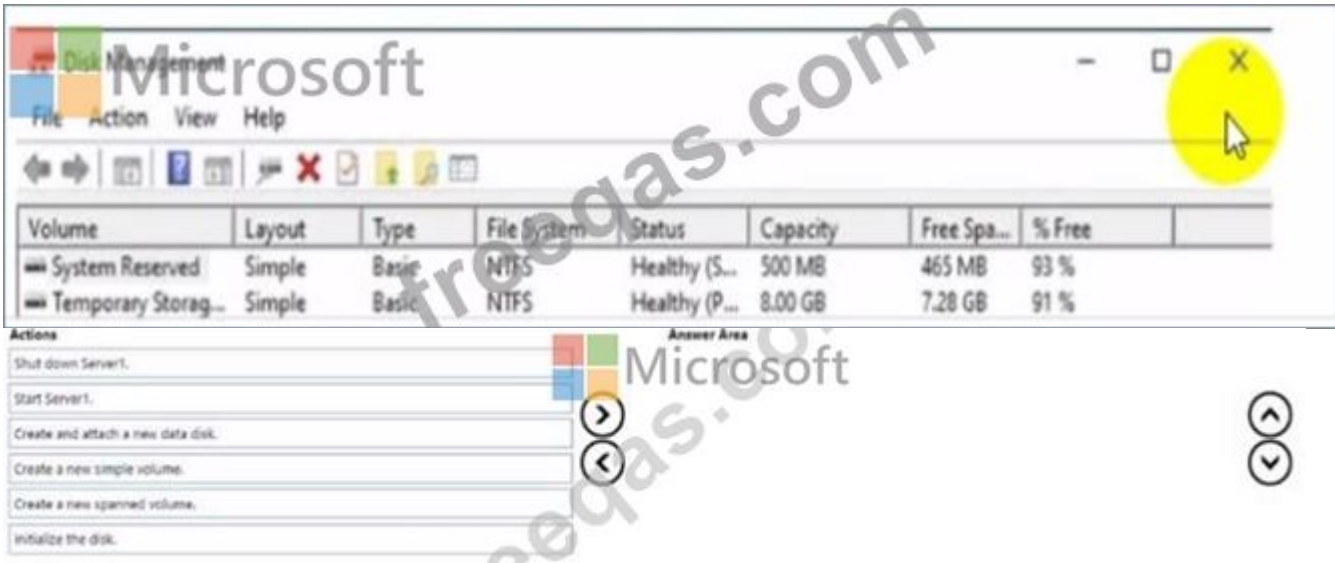 Microsoft
Disk Management
File Action View Help
freeqas.com
Volume Layout Type File System Status Capacity Free Spa... % Free
System Reserved Simple Basic NTFS Healthy (S... 500 MB 465 MB 93 %
Temporary Storag... Simple Basic NTFS Healthy (P... 8.00 GB 7.28 GB 91 %
Actions Answer Area
Microsoft
Shut down Server1.
Start Server1.
Create and attach a new data disk.
Create a new simple volume.
Create a new spanned volume.
Initialize the disk.